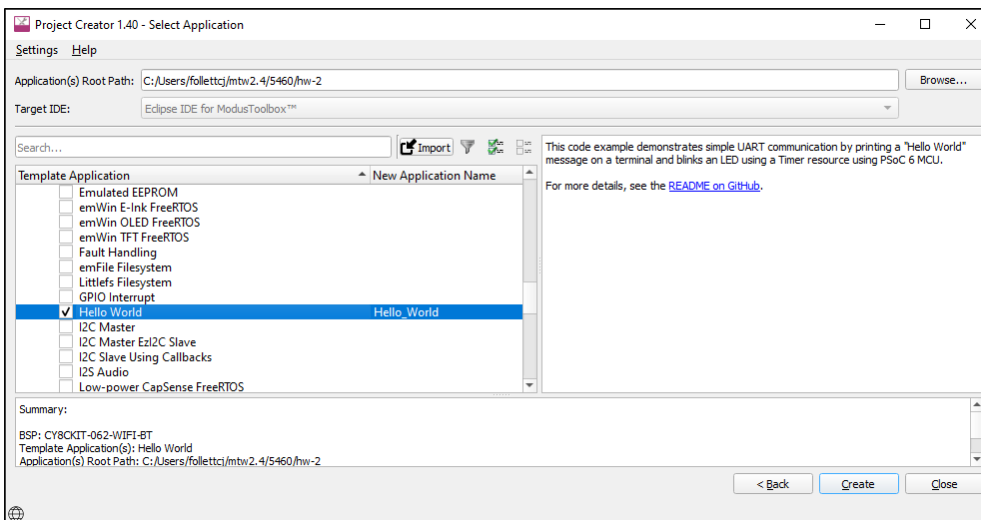 Project Creator 1.40 - Select Application
Settings Help
Application(s) Root Path: C:/Users/follettcj/mtw2.4/5460/hw-2 Browse...
Target IDE: Eclipse IDE for ModusToolbox™
Search... Import
Template Application New Application Name
Emulated EEPROM
emWin E-Ink FreeRTOS
emWin OLED FreeRTOS
emWin TFT FreeRTOS
Fault Handling
emFile Filesystem
Littlefs Filesystem
GPIO Interrupt
Hello World Hello_World
I2C Master
I2C Master EzI2C Slave
I2C Slave Using Callbacks
I2S Audio
Low-power CapSense FreeRTOS
This code example demonstrates simple UART communication by printing a "Hello World"
message on a terminal and blinks an LED using a Timer resource using PSoC 6 MCU.
For more details, see the README on GitHub.
Summary:
BSP: CY8CKIT-062-WIFI-BT
Template Application(s): Hello World
Application(s) Root Path: C:/Users/follettcj/mtw2.4/5460/hw-2
< Back Create Close